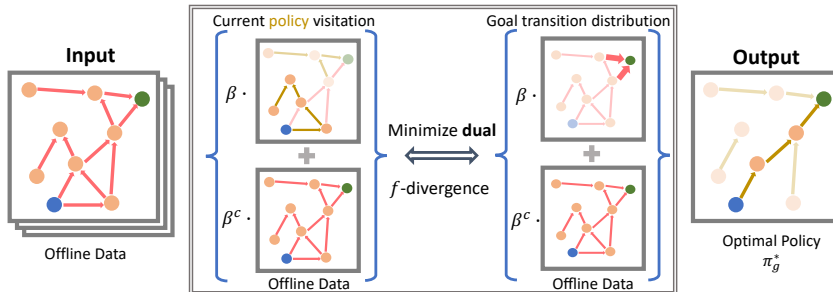 Input
Offline Data
Current policy visitation
β ·
β^c ·
Offline Data
Minimize dual
f-divergence
Goal transition distribution
β ·
β^c ·
Offline Data
Output
Optimal Policy
π_g^*